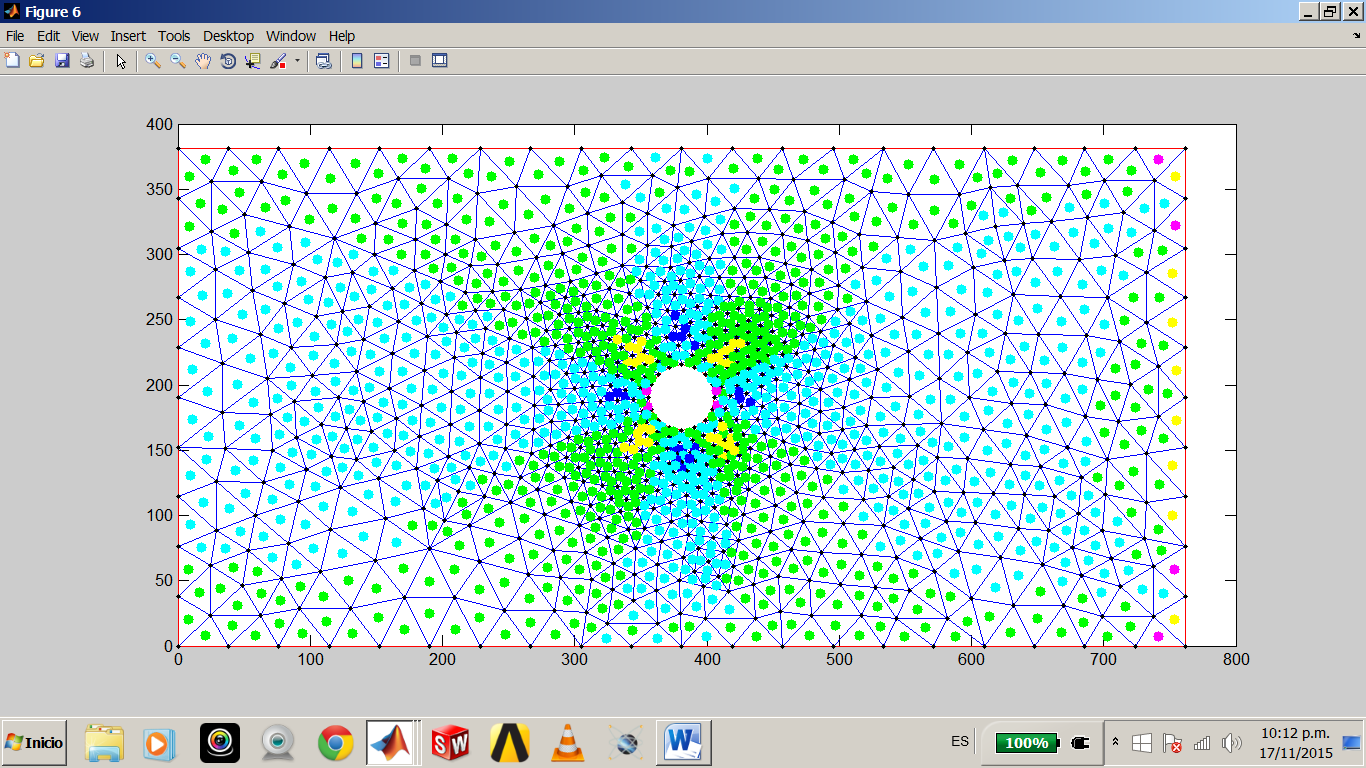 Figure 6
File Edit View Insert Tools Desktop Window Help
400
350
300
250
200
150
100
50
0
0 100 200 300 400 500 600 700 800
Inicio
SW
W
ES
100%
10:12 p.m.
17/11/2015